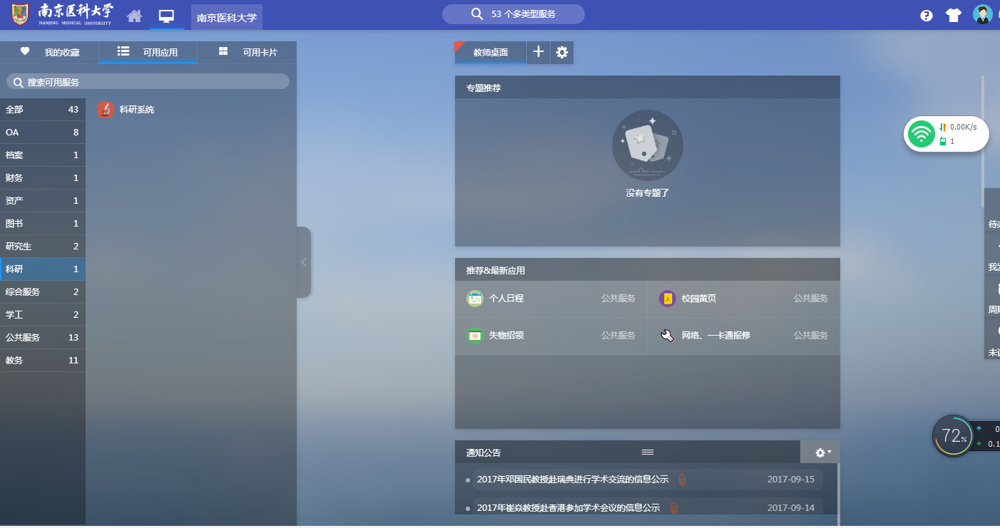 南京医科大学
NANJING MEDICAL UNIVERSITY
南京医科大学
53 个多类型服务
我的收藏
可用应用
可用卡片
搜索可用服务
全部 43
OA 8
档案 1
财务 1
资产 1
图书 1
研究生 2
科研 1
综合服务 2
学工 2
公共服务 13
教务 11
科研系统
教师桌面
专题推荐
没有专题了
推荐&最新应用
个人日程 公共服务
校园黄页 公共服务
失物招领 公共服务
网络、一卡通报修 公共服务
通知公告
2017年邓国民教授赴瑞典进行学术交流的信息公示 2017-09-15
2017年崔焱教授赴香港参加学术会议的信息公示 2017-09-14
0.00K/s
1
待
我
周
未
72%
0
0.1